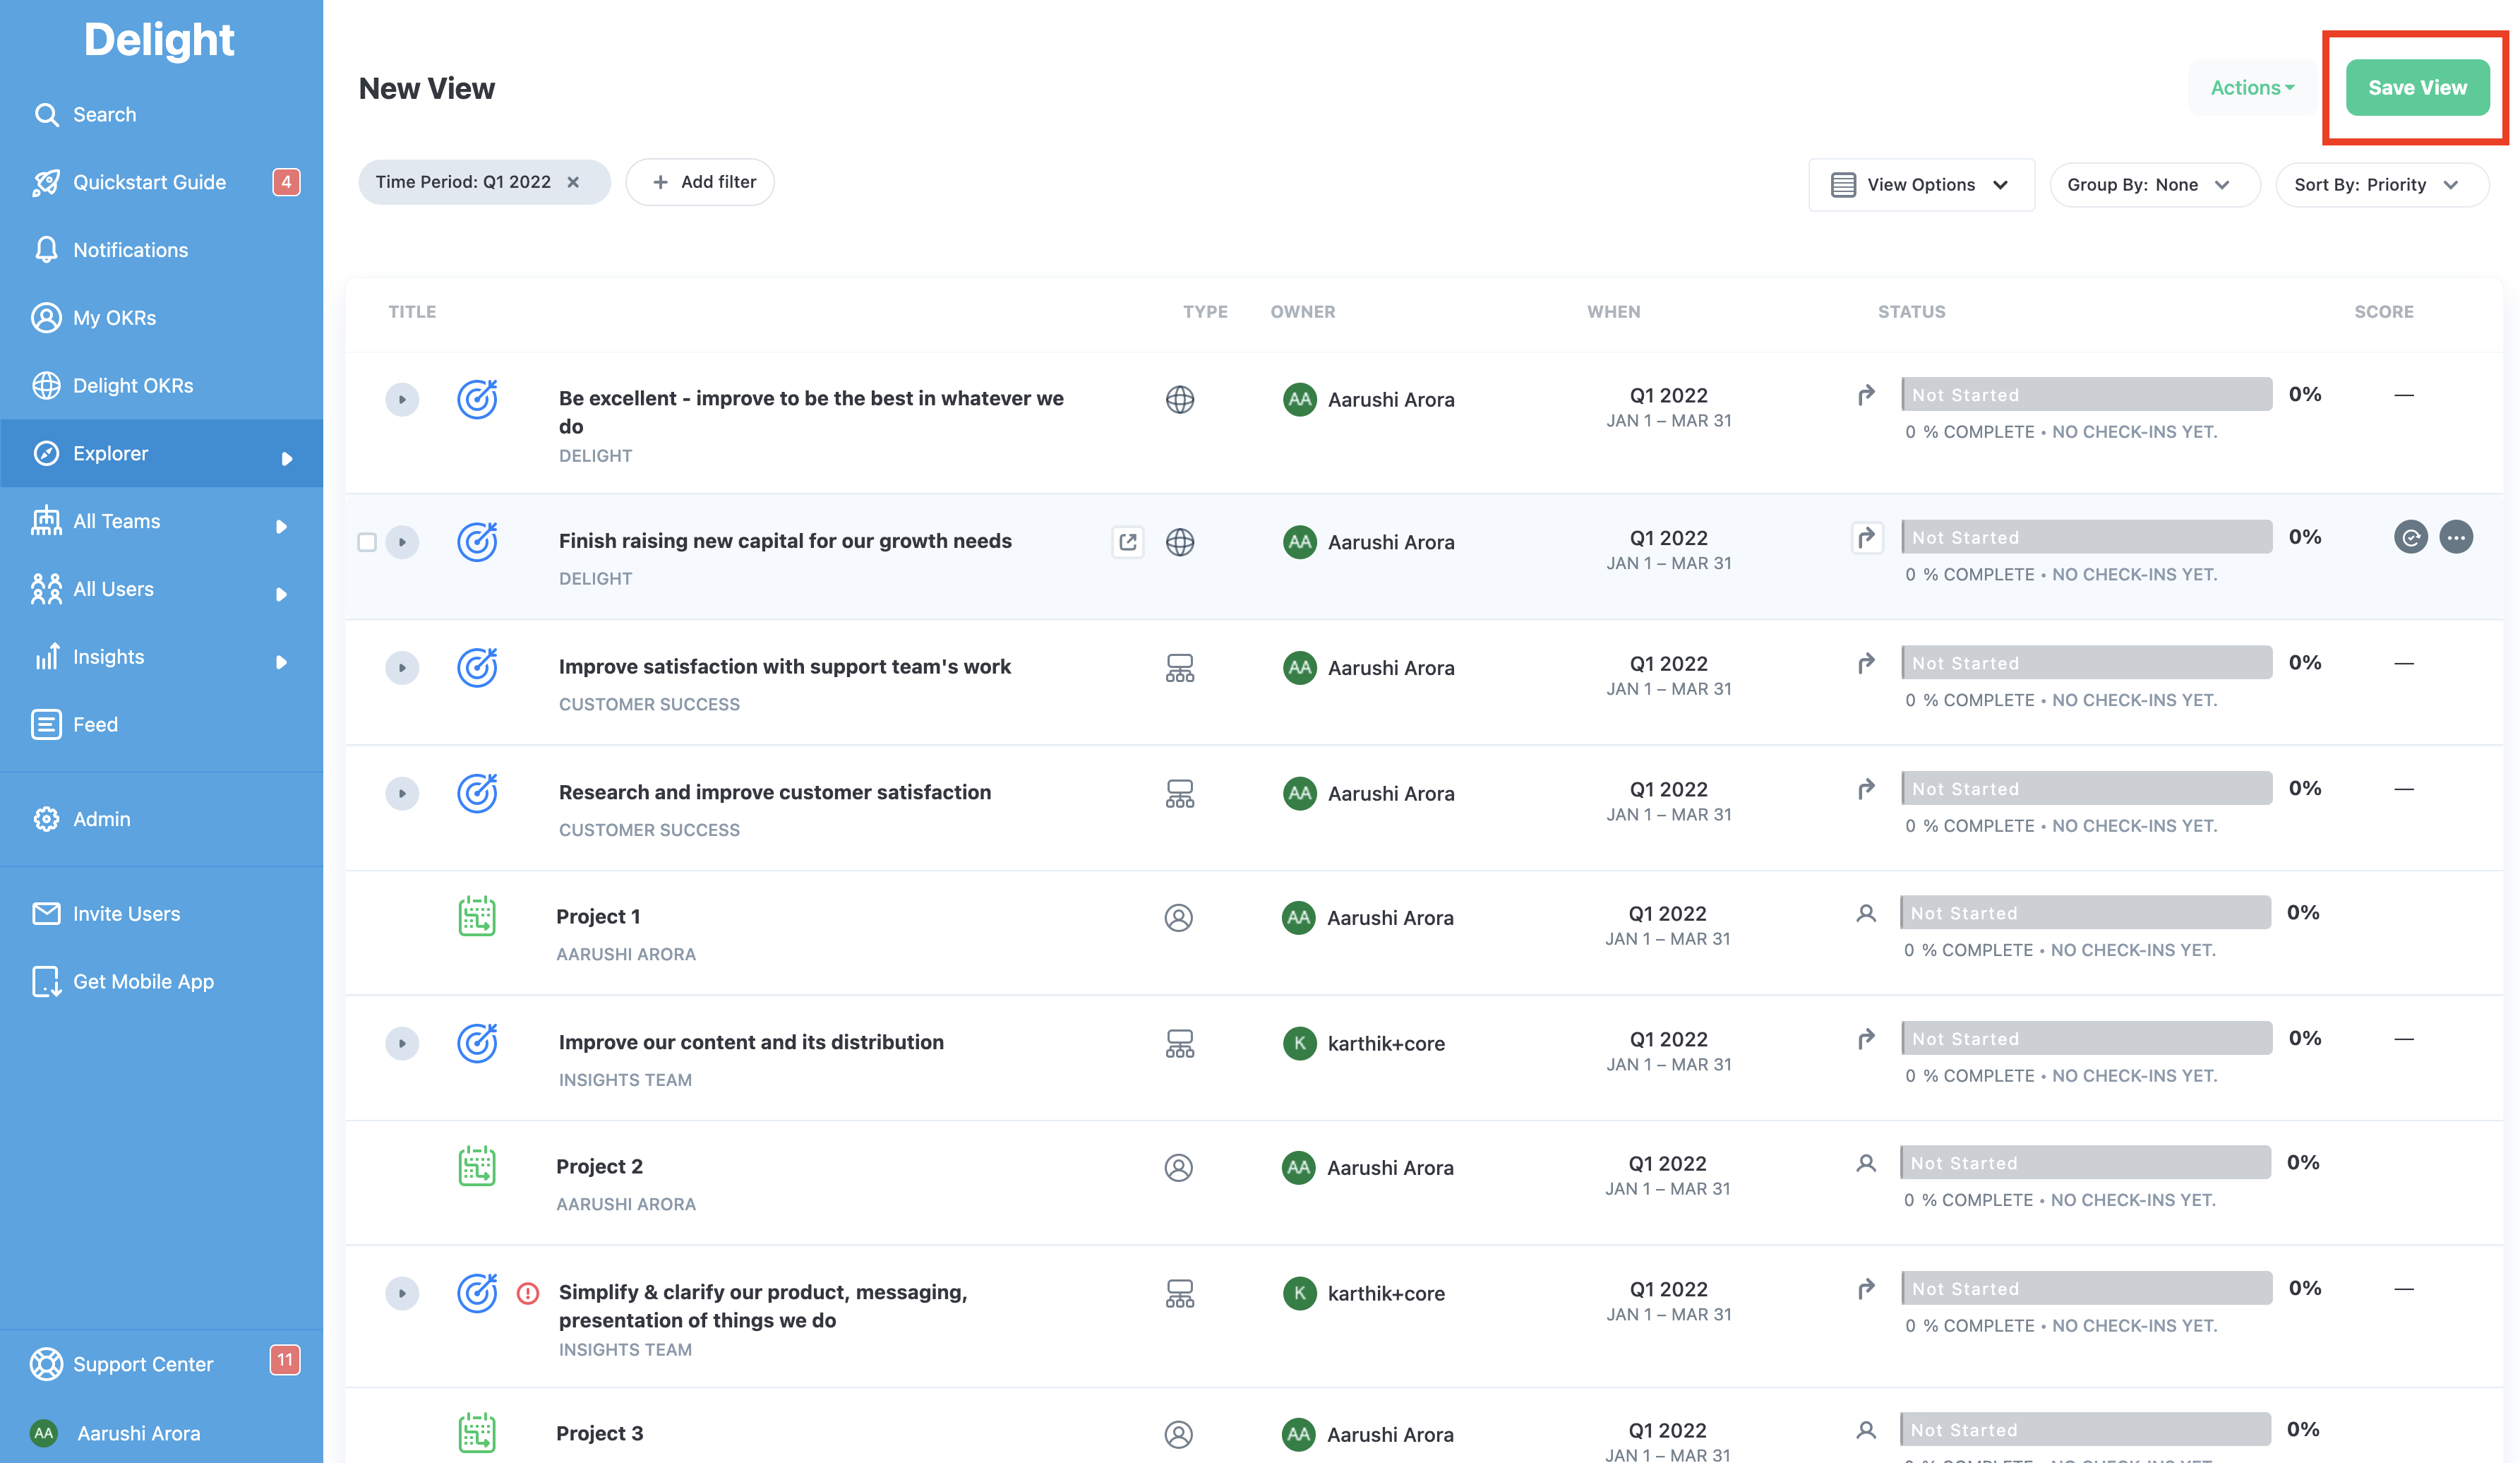 Delight
Search
Quickstart Guide 4
Notifications
My OKRs
Delight OKRs
Explorer
All Teams
All Users
Insights
Feed
Admin
Invite Users
Get Mobile App
Support Center 11
AA Aarushi Arora
New View
Actions
Save View
Time Period: Q1 2022 ×
+ Add filter
View Options
Group By: None
Sort By: Priority
TITLE TYPE OWNER WHEN STATUS SCORE
Be excellent - improve to be the best in whatever we
do
DELIGHT
AA Aarushi Arora
Q1 2022
JAN 1 – MAR 31
Not Started 0% —
0 % COMPLETE • NO CHECK-INS YET.
Finish raising new capital for our growth needs
DELIGHT
AA Aarushi Arora
Q1 2022
JAN 1 – MAR 31
Not Started 0%
0 % COMPLETE • NO CHECK-INS YET.
Improve satisfaction with support team's work
CUSTOMER SUCCESS
AA Aarushi Arora
Q1 2022
JAN 1 – MAR 31
Not Started 0% —
0 % COMPLETE • NO CHECK-INS YET.
Research and improve customer satisfaction
CUSTOMER SUCCESS
AA Aarushi Arora
Q1 2022
JAN 1 – MAR 31
Not Started 0% —
0 % COMPLETE • NO CHECK-INS YET.
Project 1
AARUSHI ARORA
AA Aarushi Arora
Q1 2022
JAN 1 – MAR 31
Not Started 0%
0 % COMPLETE • NO CHECK-INS YET.
Improve our content and its distribution
INSIGHTS TEAM
K karthik+core
Q1 2022
JAN 1 – MAR 31
Not Started 0% —
0 % COMPLETE • NO CHECK-INS YET.
Project 2
AARUSHI ARORA
AA Aarushi Arora
Q1 2022
JAN 1 – MAR 31
Not Started 0%
0 % COMPLETE • NO CHECK-INS YET.
Simplify & clarify our product, messaging,
presentation of things we do
INSIGHTS TEAM
K karthik+core
Q1 2022
JAN 1 – MAR 31
Not Started 0% —
0 % COMPLETE • NO CHECK-INS YET.
Project 3
AA Aarushi Arora
Q1 2022
JAN 1 – MAR 31
Not Started 0%